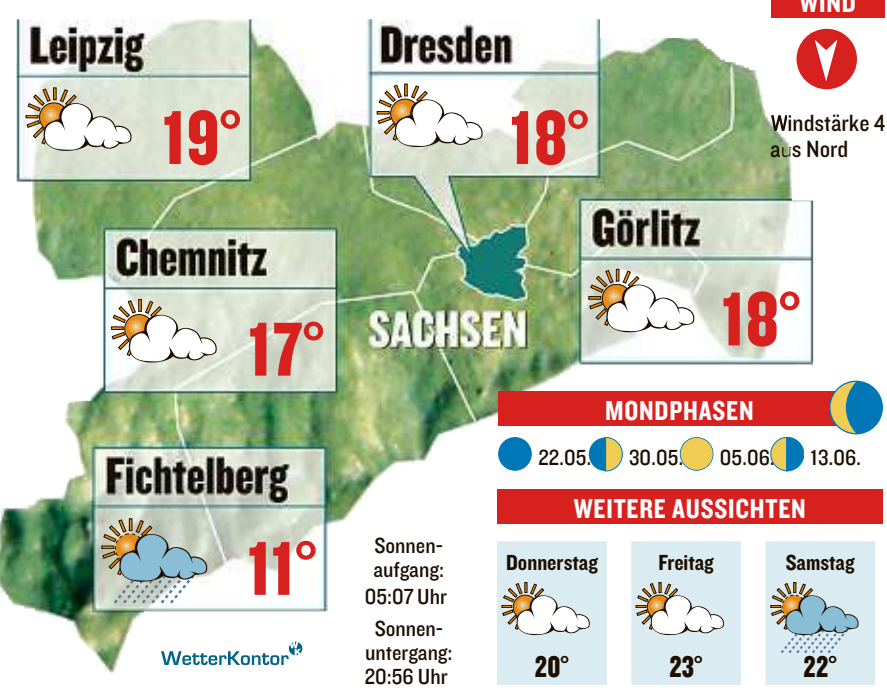 WIND
Leipzig
19°
Dresden
18°
Windstärke 4
aus Nord
Görlitz
18°
Chemnitz
17°
SACHSEN
Fichtelberg
11°
MONDPHASEN
22.05. 30.05. 05.06. 13.06.
WEITERE AUSSICHTEN
Donnerstag
20°
Freitag
23°
Samstag
22°
Sonnen-
aufgang:
05:07 Uhr
Sonnen-
untergang:
20:56 Uhr
WetterKontor